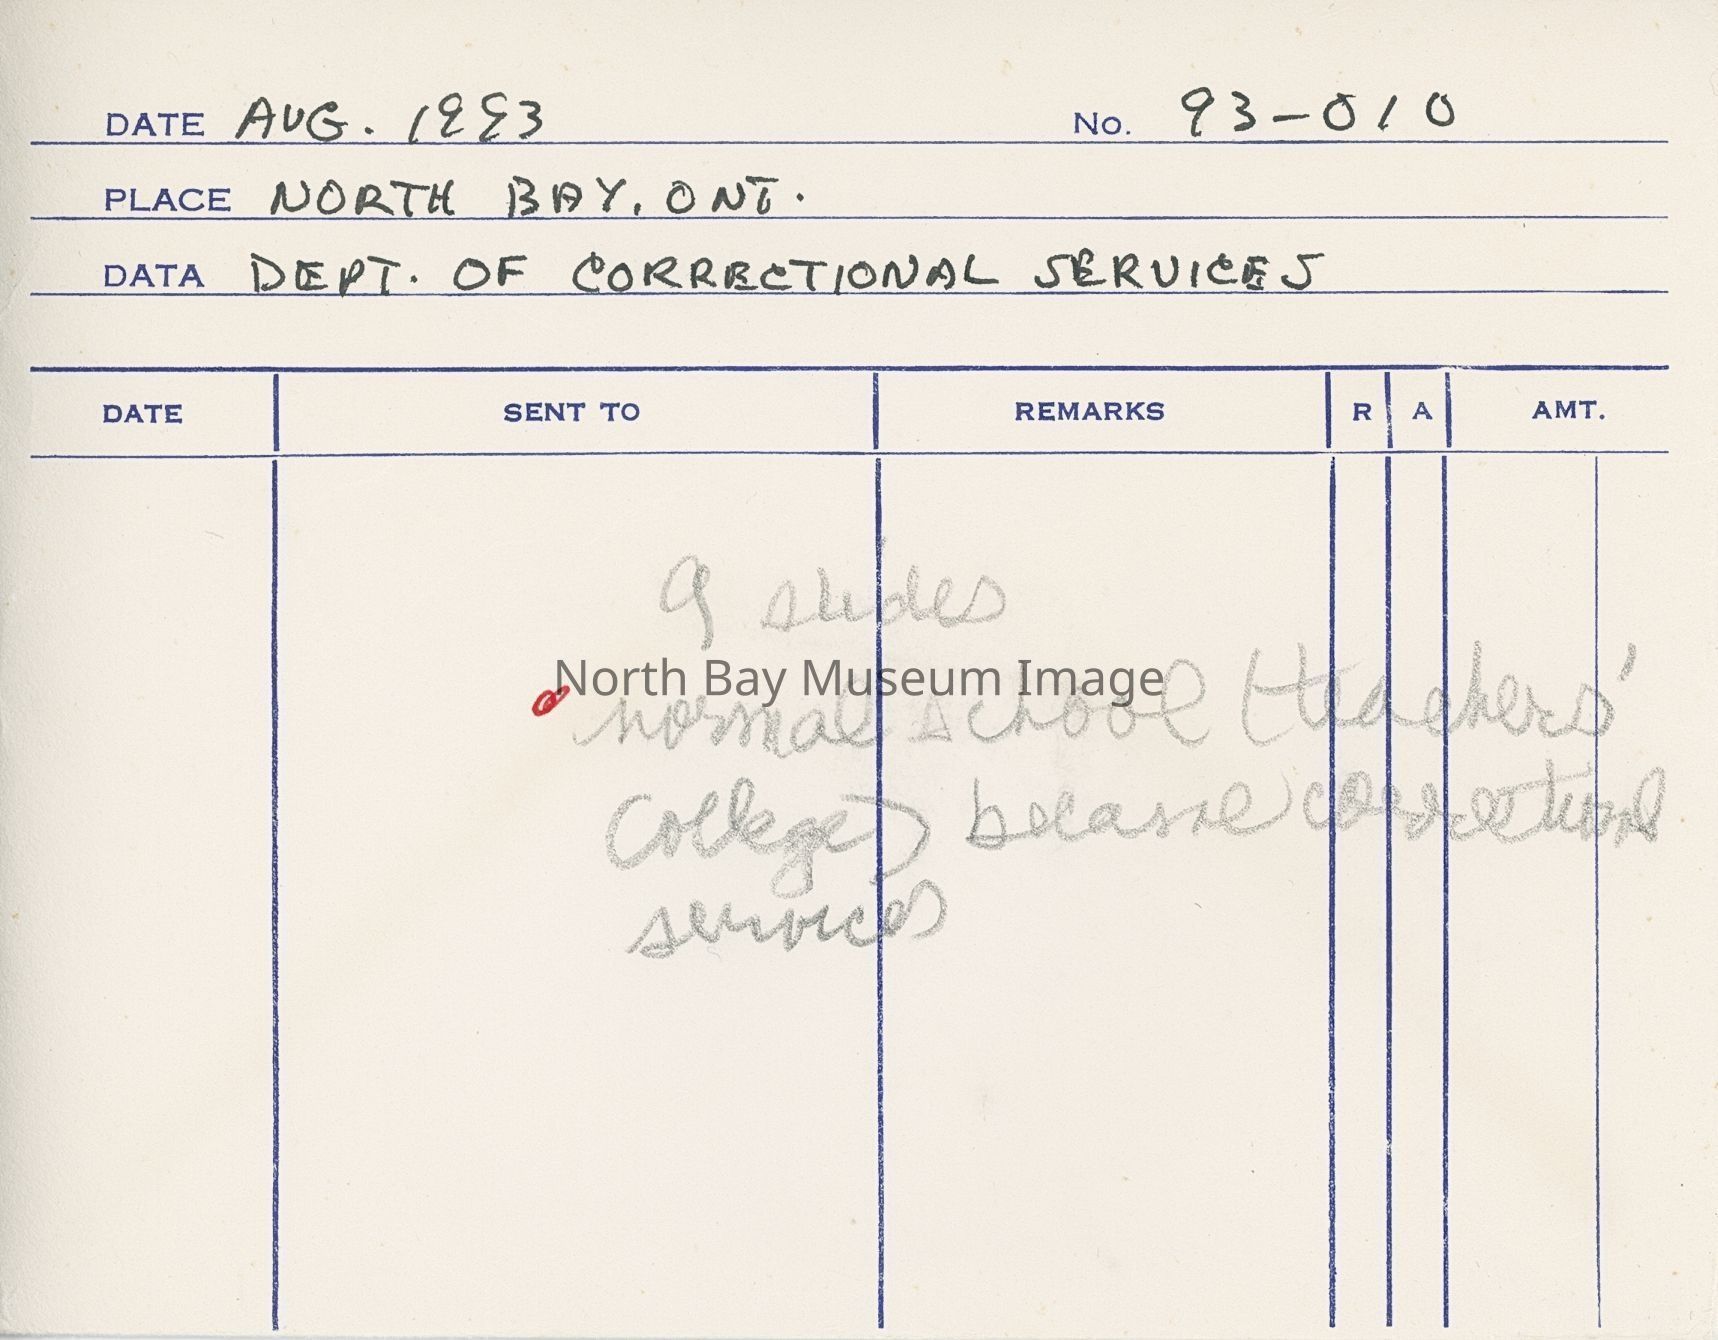 DATE AUG. 1993 No. 93-010
PLACE NORTH BAY, ONT.
DATA DEPT. OF CORRECTIONAL SERVICES
DATE SENT TO REMARKS R A AMT.
9 slides
North Bay Museum Image
normal school teachers'
college) became correctional
services